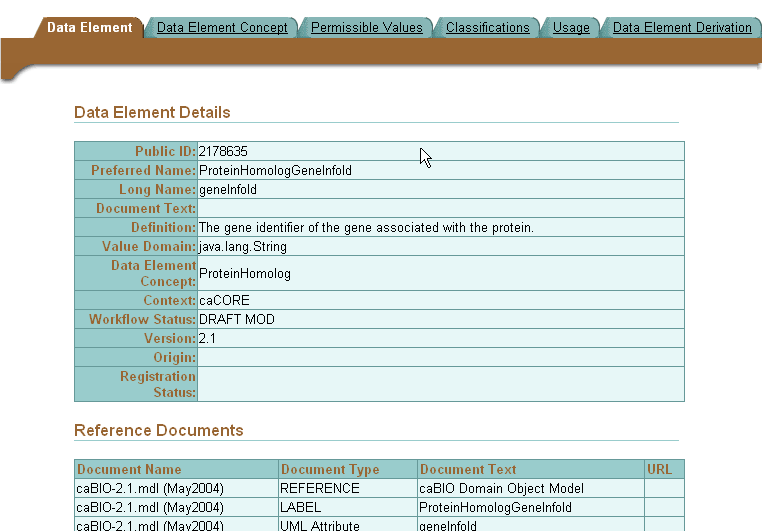 Data Element Data Element Concept Permissible Values Classifications Usage Data Element Derivation
Data Element Details
Public ID: 2178635
Preferred Name: ProteinHomologGeneInfoId
Long Name: geneInfoId
Document Text:
Definition: The gene identifier of the gene associated with the protein.
Value Domain: java.lang.String
Data Element
Concept: ProteinHomolog
Context: caCORE
Workflow Status: DRAFT MOD
Version: 2.1
Origin:
Registration
Status:
Reference Documents
Document Name Document Type Document Text URL
caBIO-2.1.mdl (May2004) REFERENCE caBIO Domain Object Model
caBIO-2.1.mdl (May2004) LABEL ProteinHomologGeneInfoId
caBIO-2.1.mdl (May2004) UML Attribute geneInfoId